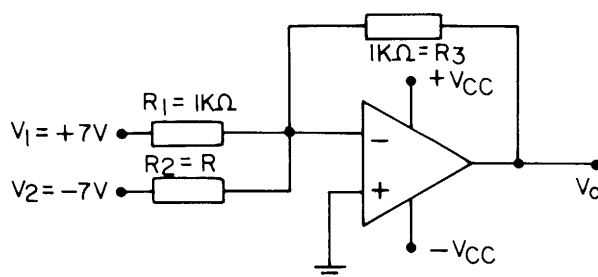 1KΩ = R3
+VCC
R1 = 1KΩ
V1 = +7V
R2 = R
V2 = -7V
−
+
Vo
−VCC